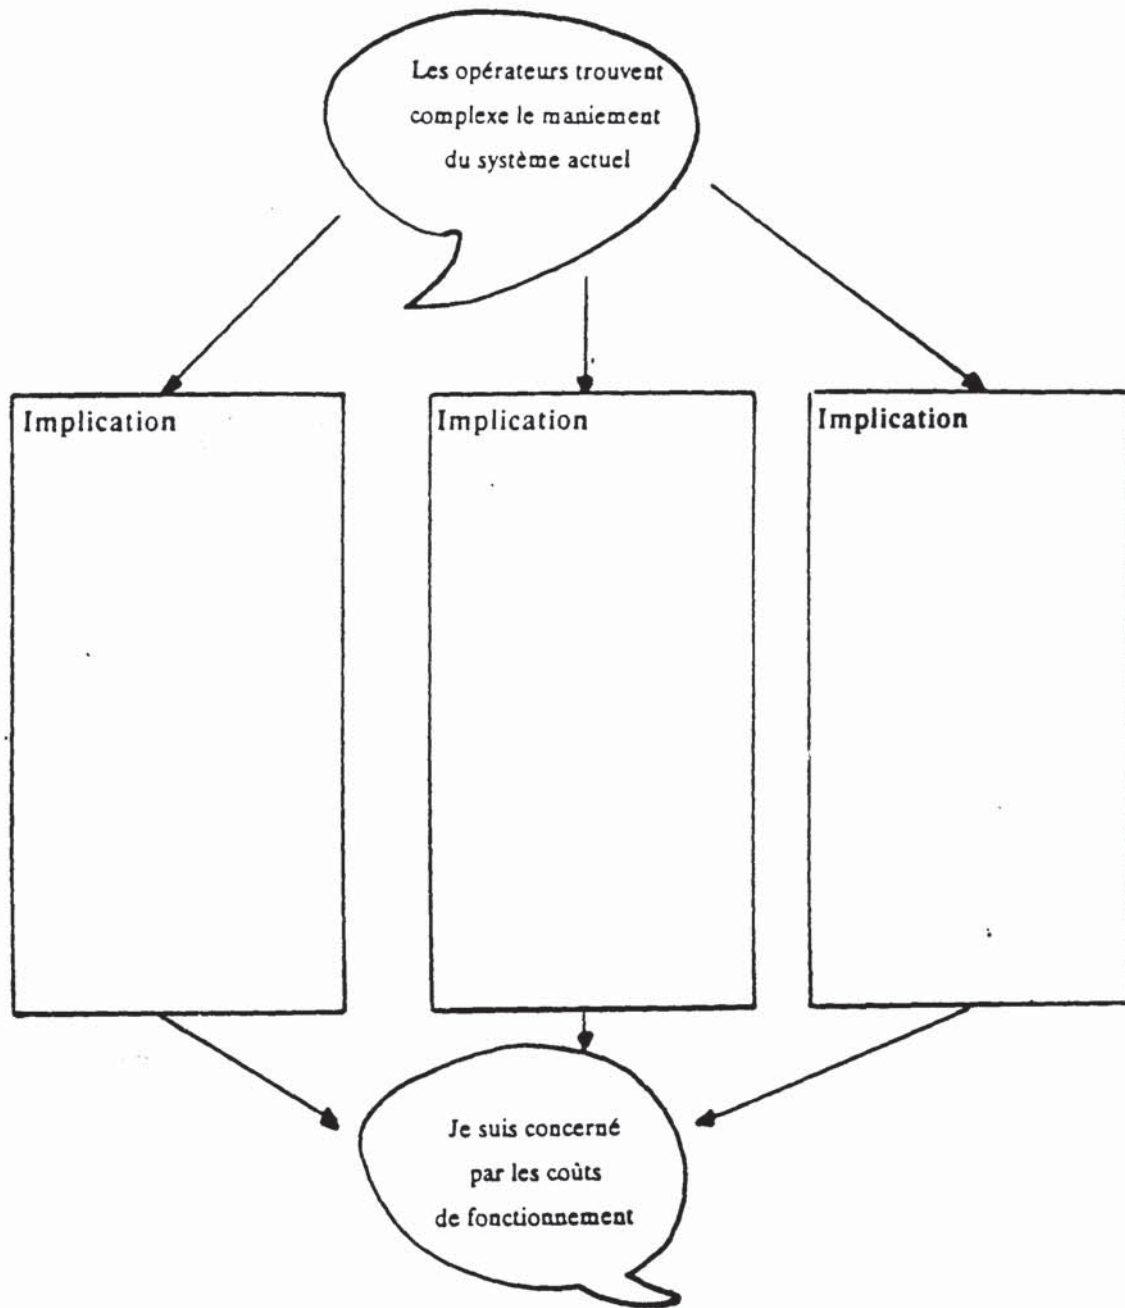 Les opérateurs trouvent
complexe le maniement
du système actuel
Implication
Implication
Implication
Je suis concerné
par les coûts
de fonctionnement